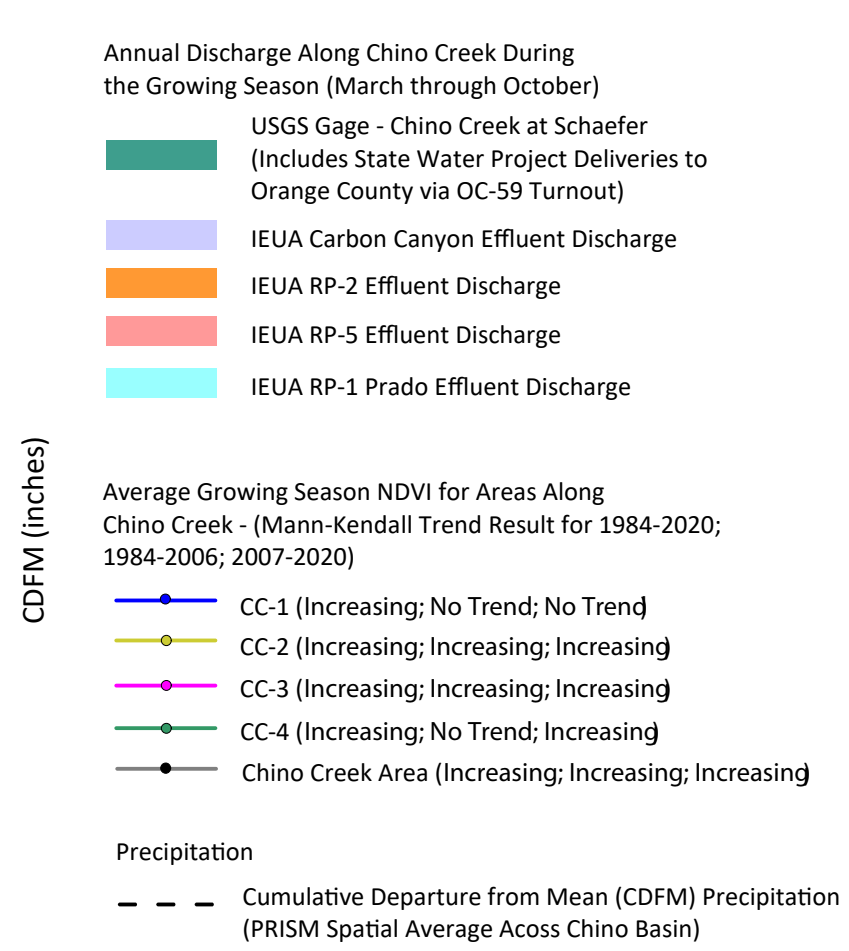 Annual Discharge Along Chino Creek During
the Growing Season (March through October)
USGS Gage - Chino Creek at Schaefer
(Includes State Water Project Deliveries to
Orange County via OC-59 Turnout)
IEUA Carbon Canyon Effluent Discharge
IEUA RP-2 Effluent Discharge
IEUA RP-5 Effluent Discharge
IEUA RP-1 Prado Effluent Discharge
CDFM (inches)
Average Growing Season NDVI for Areas Along
Chino Creek - (Mann-Kendall Trend Result for 1984-2020;
1984-2006; 2007-2020)
CC-1 (Increasing; No Trend; No Trend)
CC-2 (Increasing; Increasing; Increasing)
CC-3 (Increasing; Increasing; Increasing)
CC-4 (Increasing; No Trend; Increasing)
Chino Creek Area (Increasing; Increasing; Increasing)
Precipitation
Cumulative Departure from Mean (CDFM) Precipitation
(PRISM Spatial Average Acoss Chino Basin)